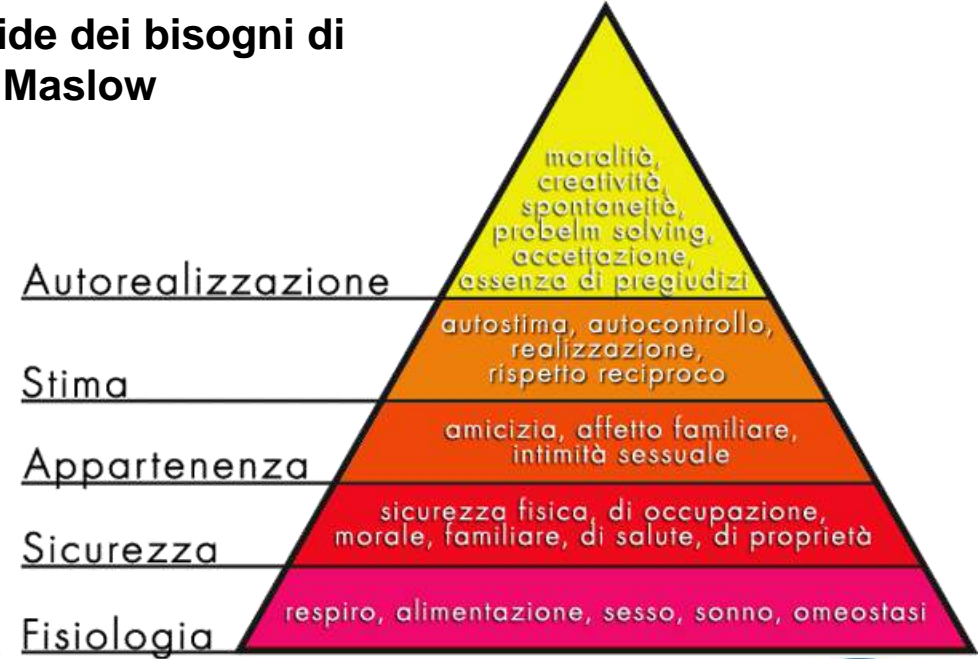 ide dei bisogni di
Maslow
moralità,
creatività,
spontaneità,
probelm solving,
accettazione,
assenza di pregiudizi
Autorealizzazione
autostima, autocontrollo,
realizzazione,
rispetto reciproco
Stima
amicizia, affetto familiare,
intimità sessuale
Appartenenza
sicurezza fisica, di occupazione,
morale, familiare, di salute, di proprietà
Sicurezza
respiro, alimentazione, sesso, sonno, omeostasi
Fisiologia